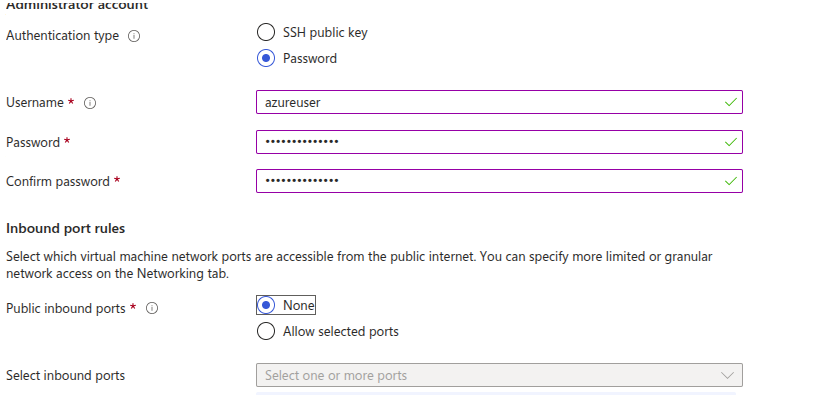 Administrator account
Authentication type
SSH public key
Password
Username *
azureuser
Password *
••••••••••••••
Confirm password *
••••••••••••••
Inbound port rules
Select which virtual machine network ports are accessible from the public internet. You can specify more limited or granular
network access on the Networking tab.
Public inbound ports *
None
Allow selected ports
Select inbound ports
Select one or more ports